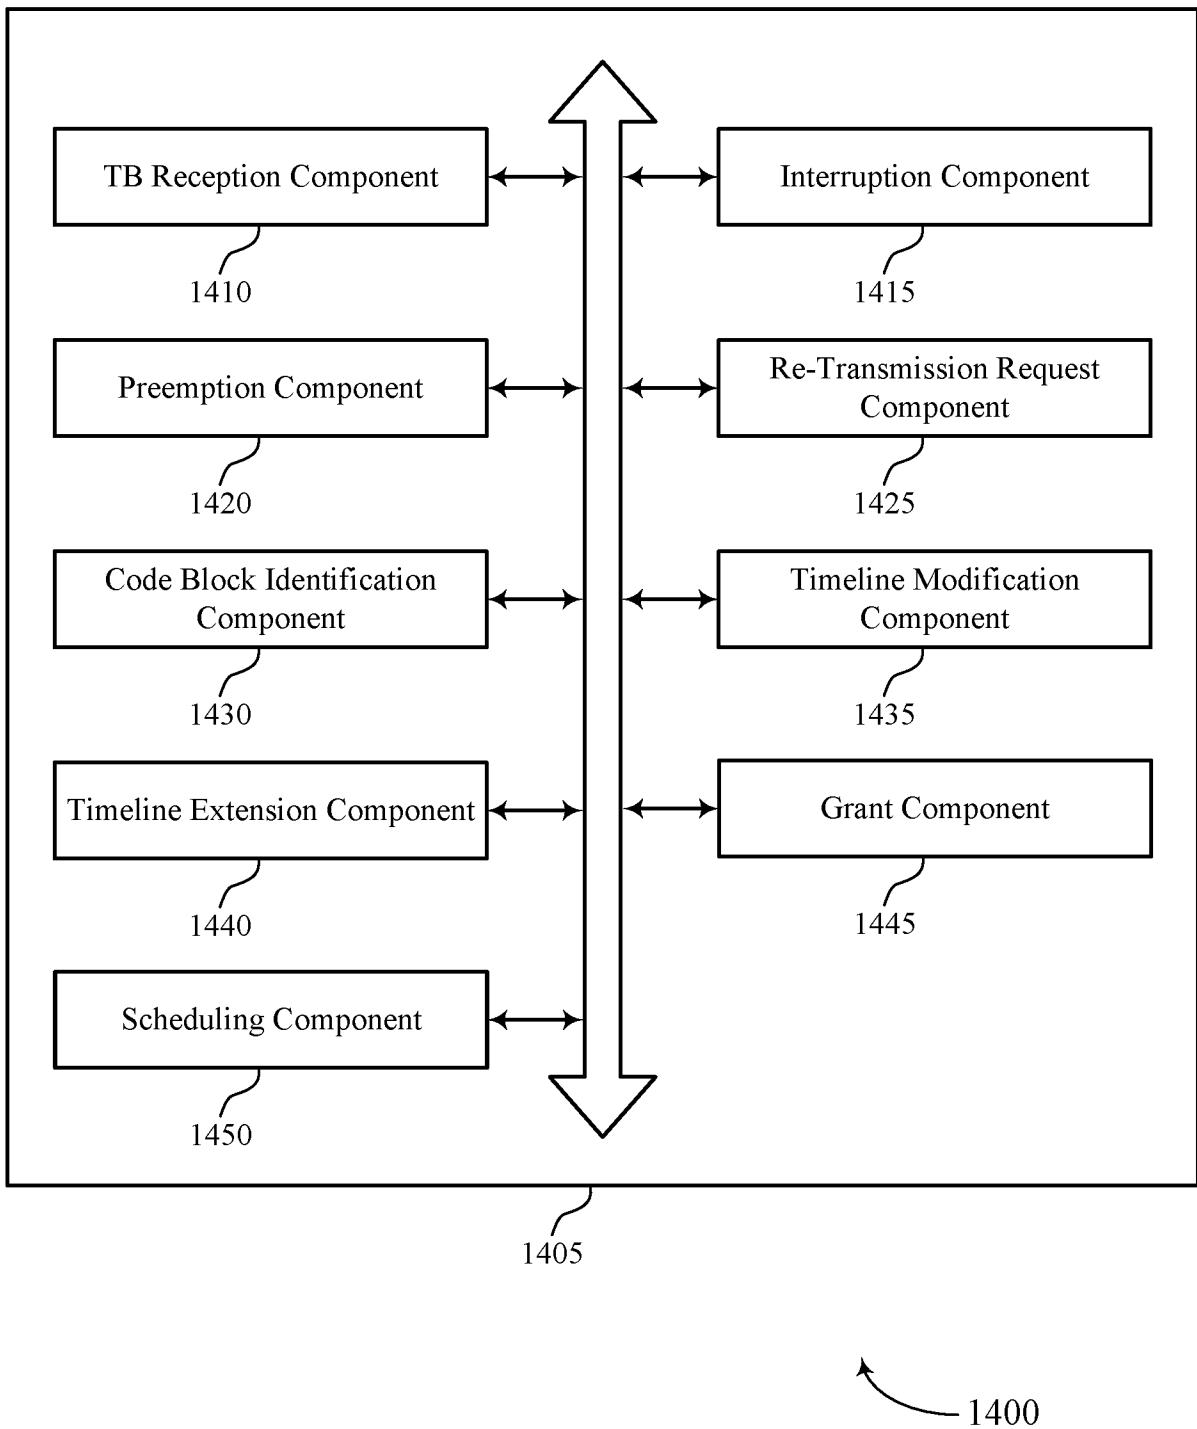 TB Reception Component
Interruption Component
1410
1415
Preemption Component
Re-Transmission Request
Component
1420
1425
Code Block Identification
Component
Timeline Modification
Component
1430
1435
Timeline Extension Component
Grant Component
1440
1445
Scheduling Component
1450
1405
1400